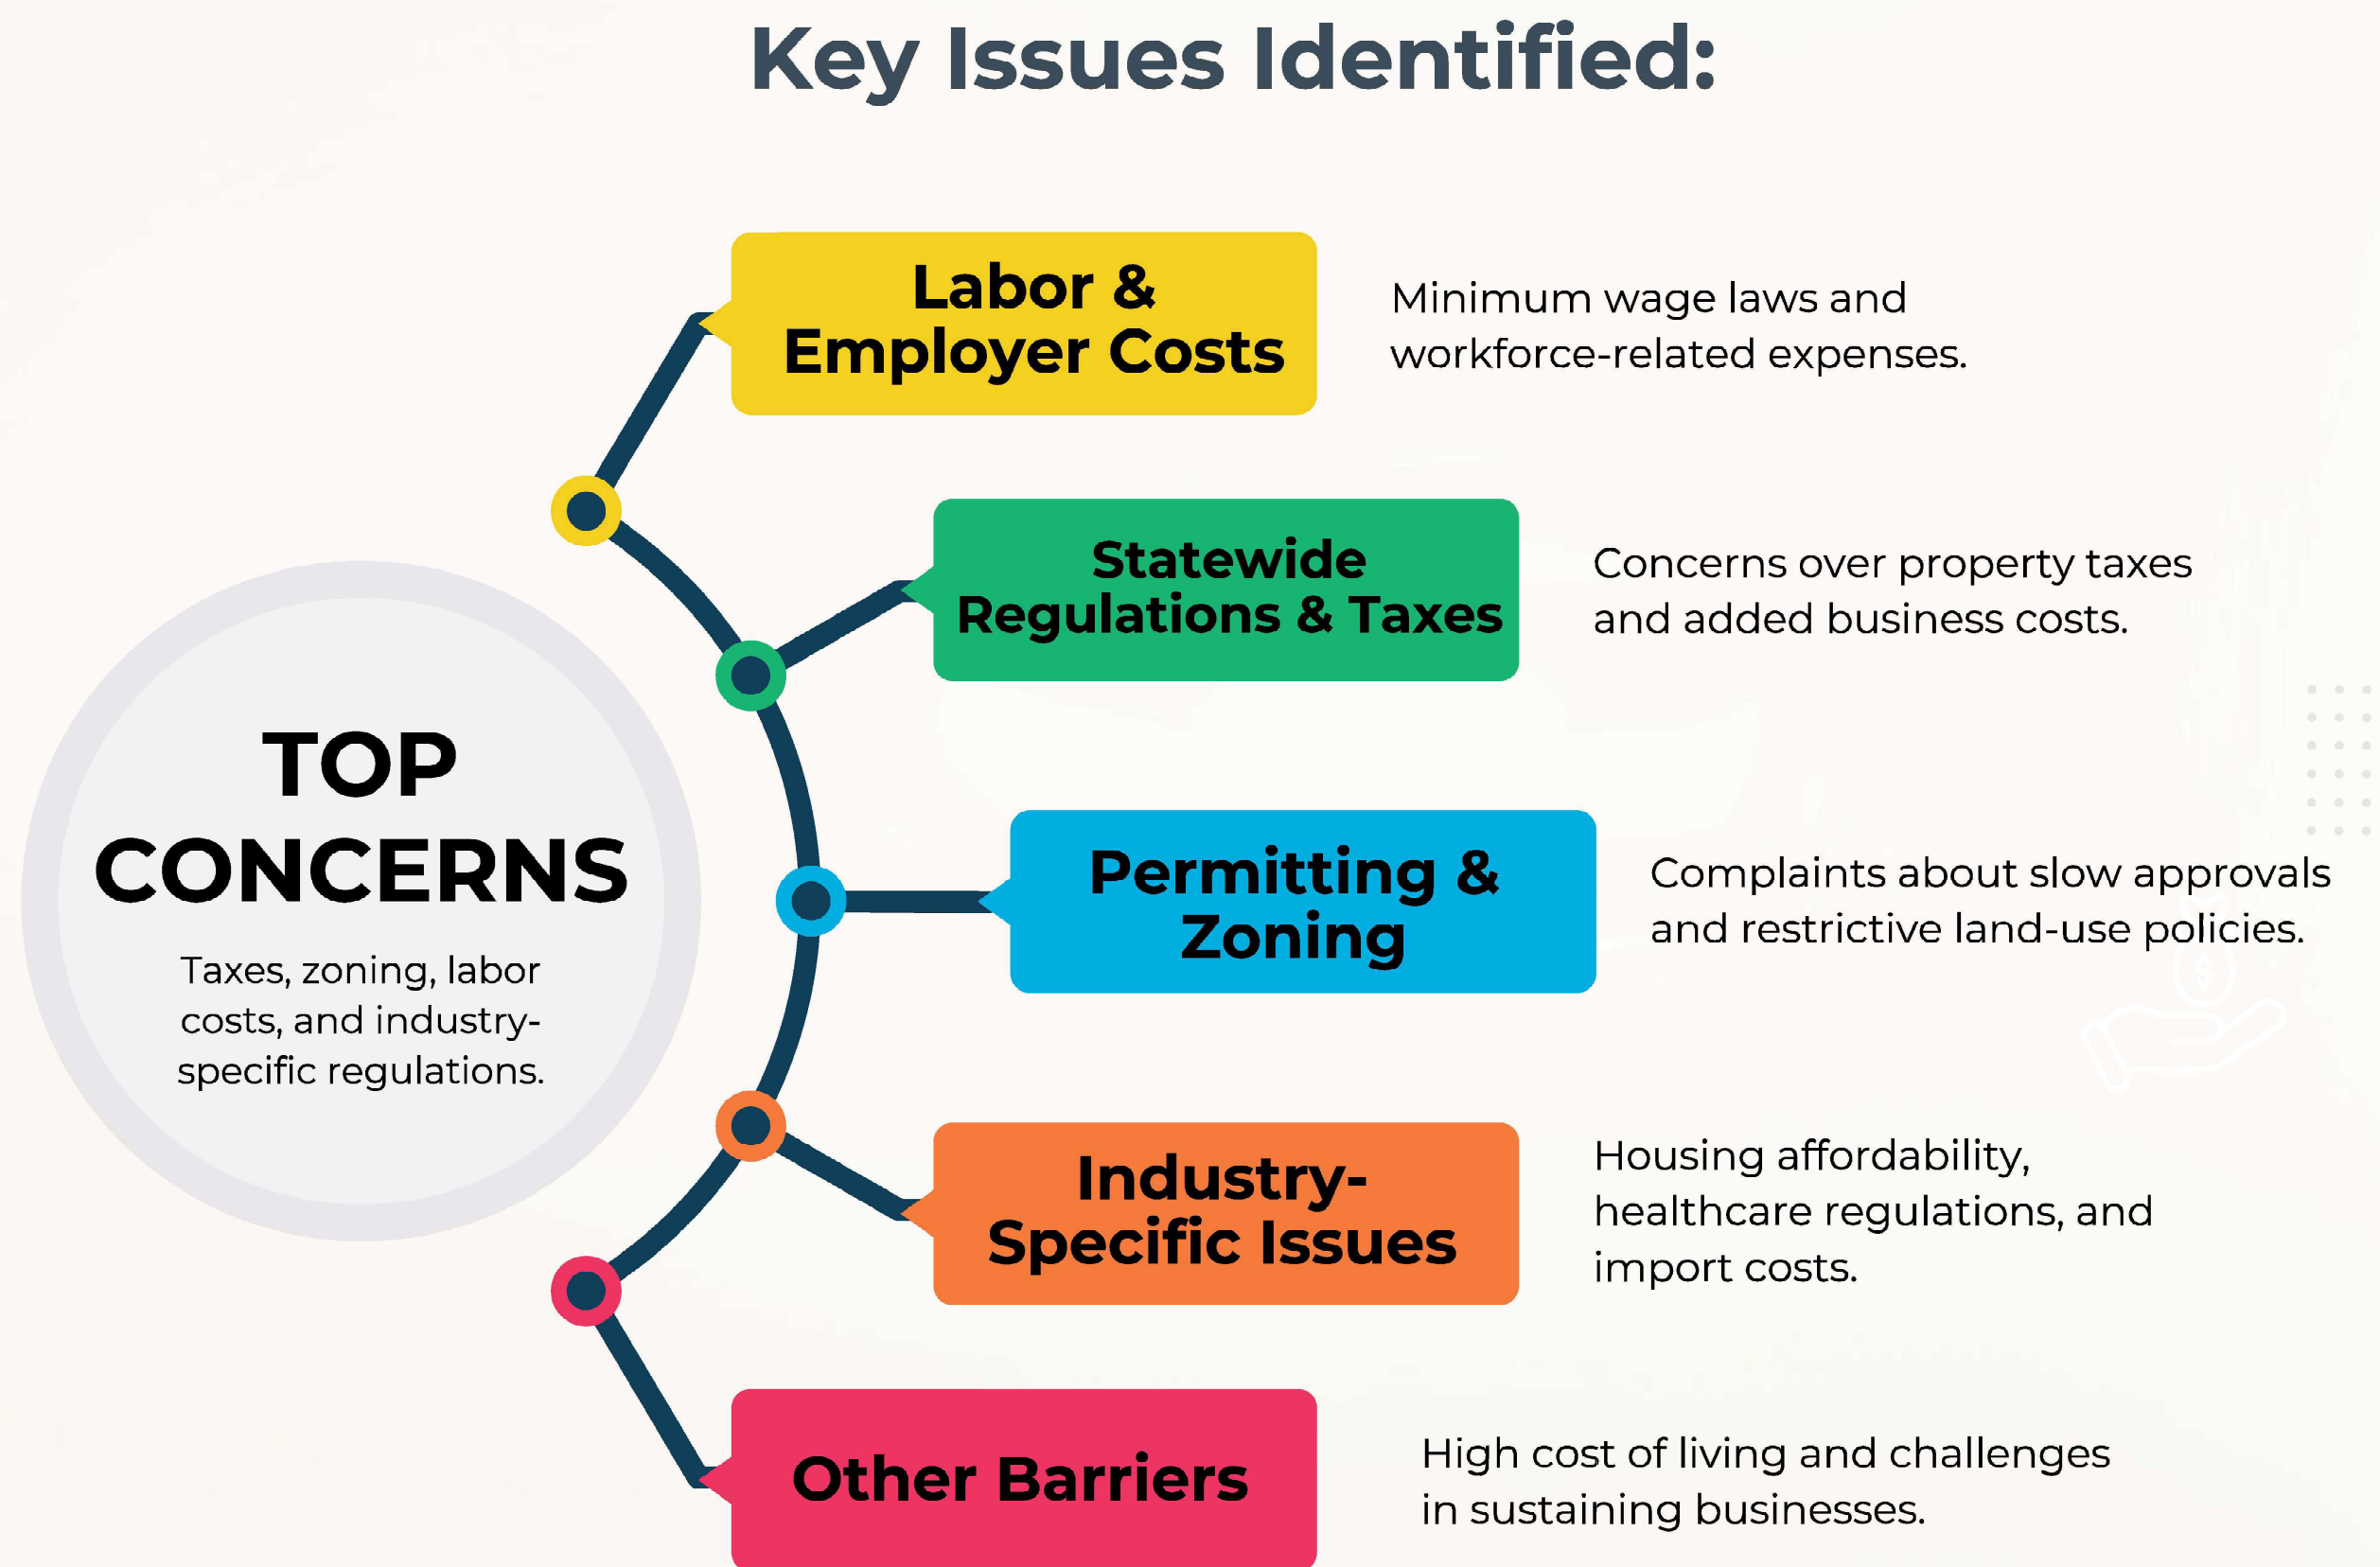 Key Issues Identified:
Labor &
Employer Costs
Minimum wage laws and
workforce-related expenses.
Statewide
Regulations & Taxes
Concerns over property taxes
and added business costs.
TOP
CONCERNS
Taxes, zoning, labor
costs, and industry-
specific regulations.
Permitting &
Zoning
Complaints about slow approvals
and restrictive land-use policies.
Industry-
Specific Issues
Housing affordability,
healthcare regulations, and
import costs.
Other Barriers
High cost of living and challenges
in sustaining businesses.